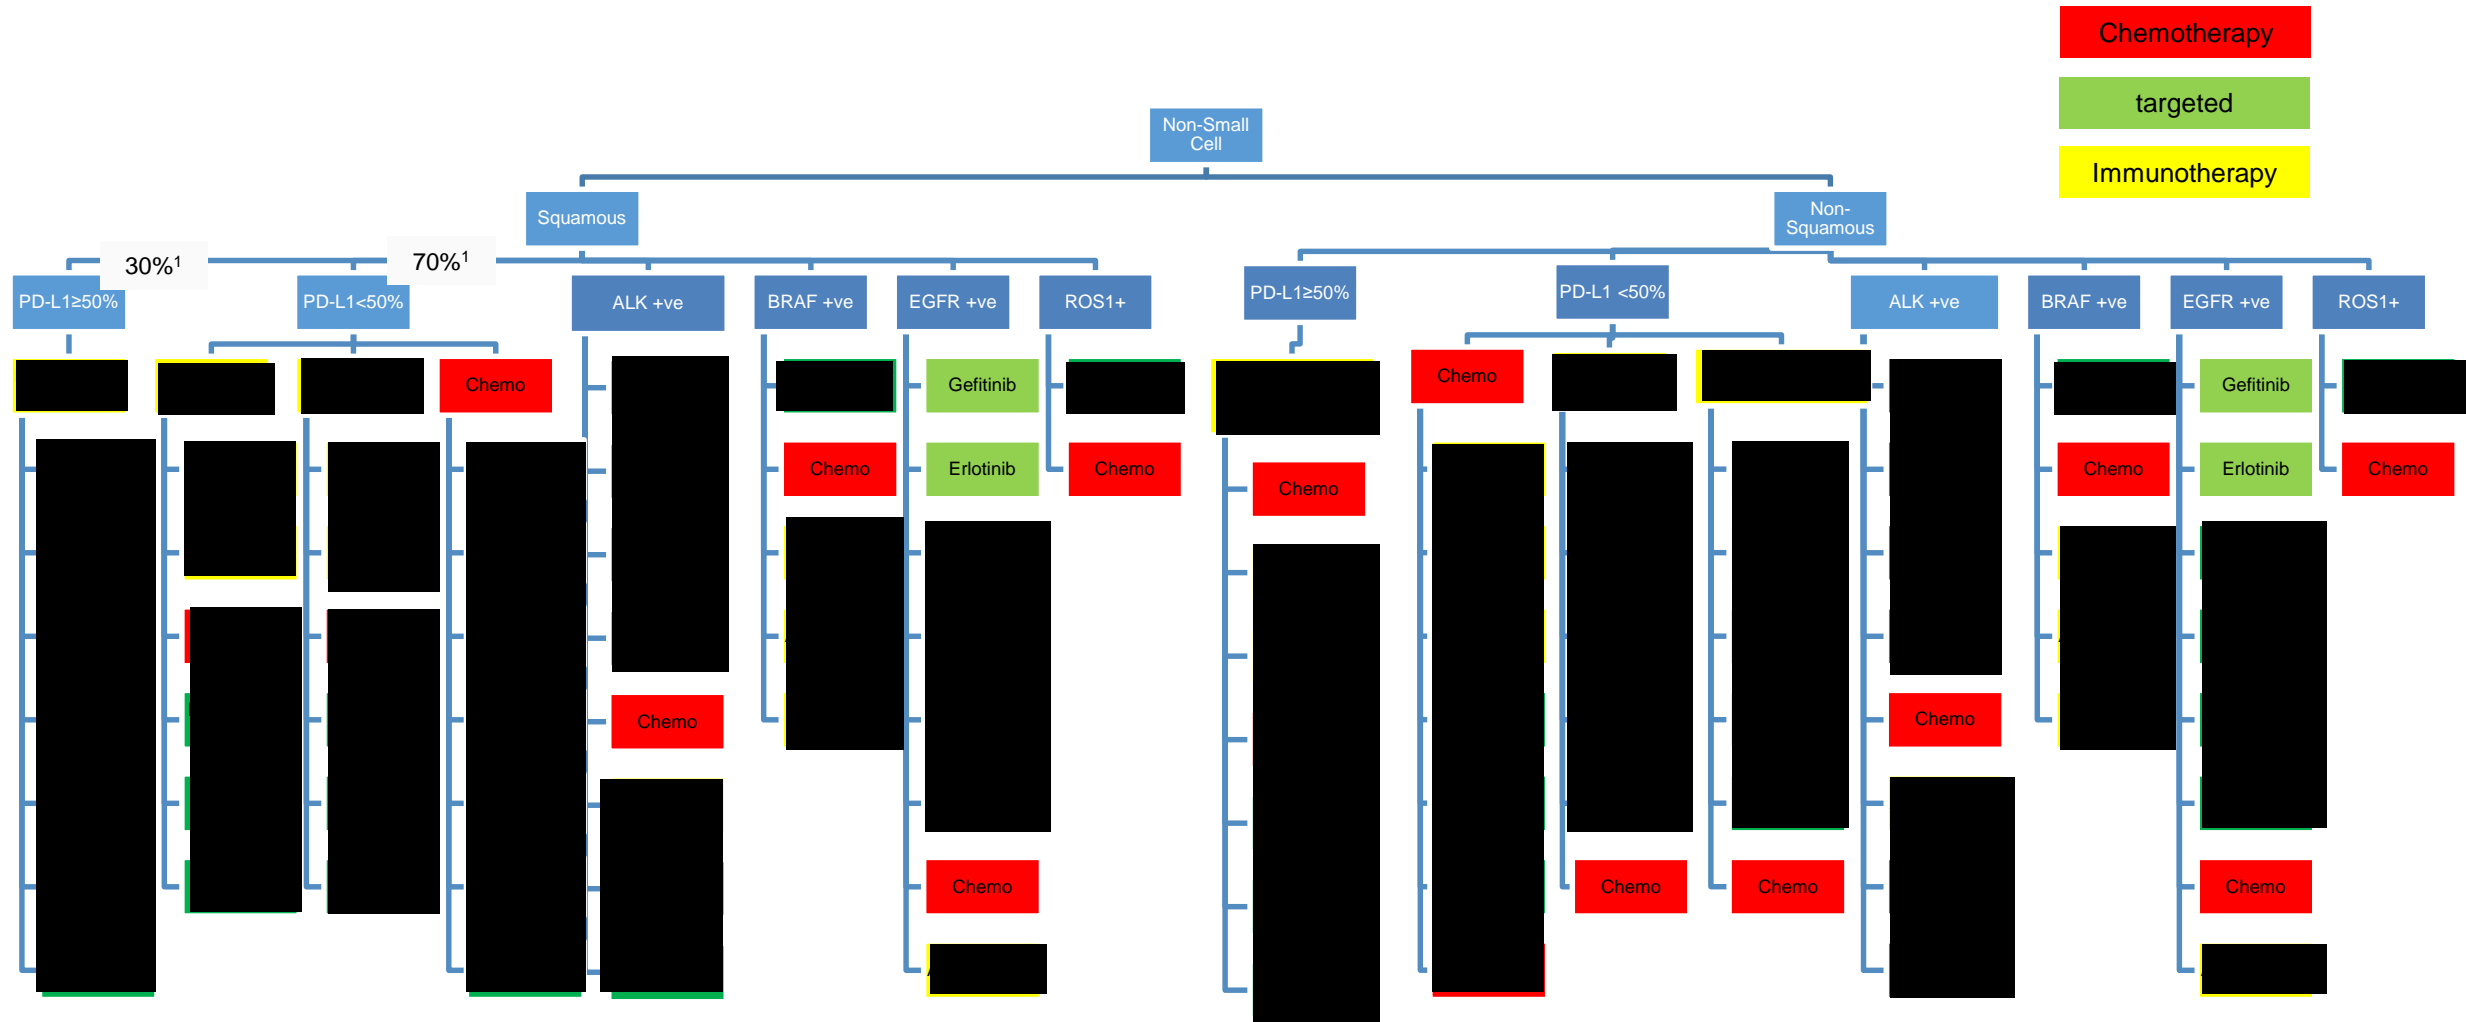 Chemotherapy
targeted
Immunotherapy
Non-Small
Cell
Squamous
Non-
Squamous
30%¹
70%¹
PD-L1≥50%
PD-L1<50%
ALK +ve
BRAF +ve
EGFR +ve
ROS1+
PD-L1≥50%
PD-L1 <50%
ALK +ve
BRAF +ve
EGFR +ve
ROS1+
Chemo
Gefitinib
Chemo
Gefitinib
Chemo
Erlotinib
Chemo
Chemo
Chemo
Erlotinib
Chemo
Chemo
Chemo
Chemo
Chemo
Chemo
Chemo